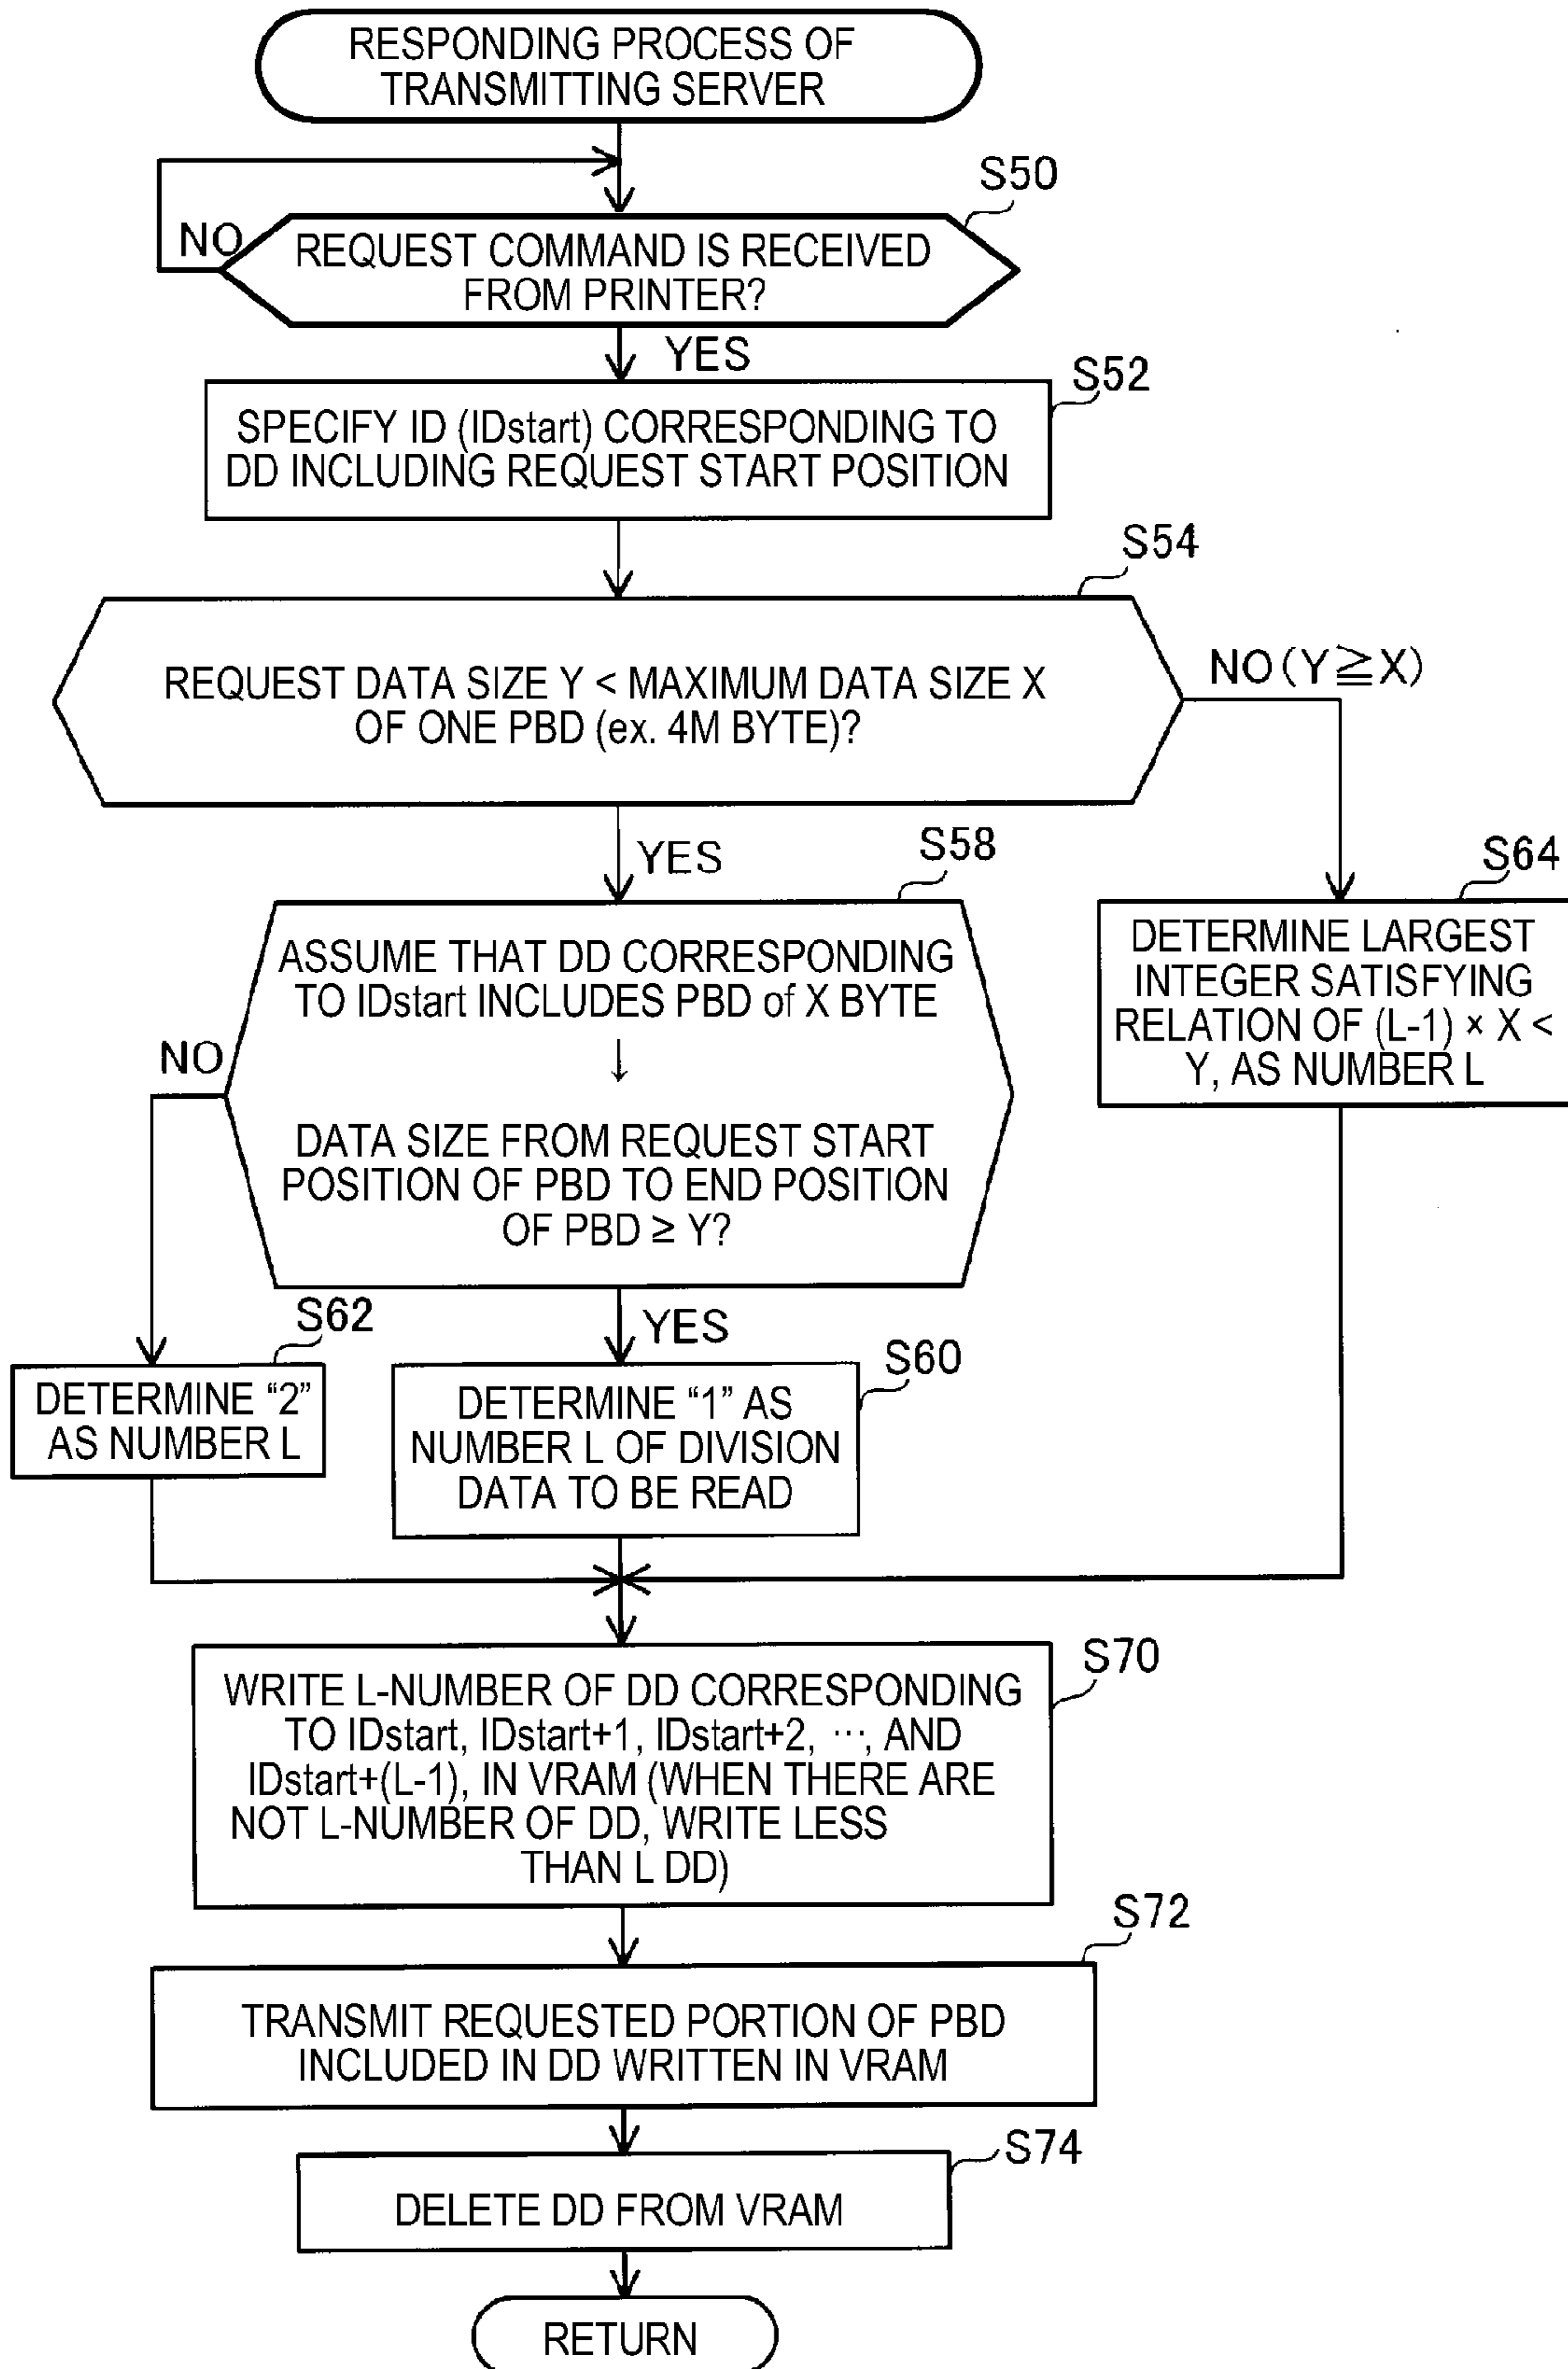 RESPONDING PROCESS OF
TRANSMITTING SERVER
S50
NO
REQUEST COMMAND IS RECEIVED
FROM PRINTER?
YES
S52
SPECIFY ID (IDstart) CORRESPONDING TO
DD INCLUDING REQUEST START POSITION
S54
REQUEST DATA SIZE Y < MAXIMUM DATA SIZE X
OF ONE PBD (ex. 4M BYTE)?
NO (Y≧X)
YES
S58
S64
ASSUME THAT DD CORRESPONDING
TO IDstart INCLUDES PBD of X BYTE
↓
DATA SIZE FROM REQUEST START
POSITION OF PBD TO END POSITION
OF PBD ≥ Y?
DETERMINE LARGEST
INTEGER SATISFYING
RELATION OF (L-1) × X <
Y, AS NUMBER L
NO
YES
S62
DETERMINE “2”
AS NUMBER L
S60
DETERMINE “1” AS
NUMBER L OF DIVISION
DATA TO BE READ
S70
WRITE L-NUMBER OF DD CORRESPONDING
TO IDstart, IDstart+1, IDstart+2, ···, AND
IDstart+(L-1), IN VRAM (WHEN THERE ARE
NOT L-NUMBER OF DD, WRITE LESS
THAN L DD)
S72
TRANSMIT REQUESTED PORTION OF PBD
INCLUDED IN DD WRITTEN IN VRAM
S74
DELETE DD FROM VRAM
RETURN